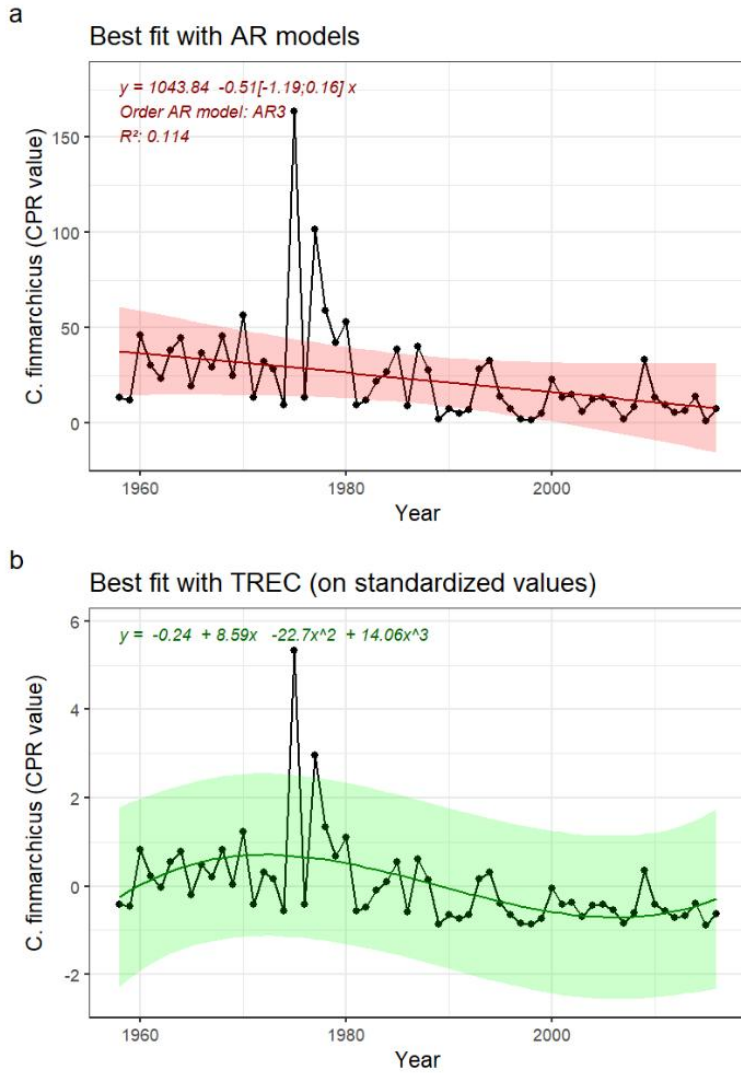 a
Best fit with AR models
y = 1043.84 -0.51[-1.19;0.16] x
Order AR model: AR3
R²: 0.114
C. finmarchicus (CPR value)
150
100
50
0
1960
1980
2000
Year
b
Best fit with TREC (on standardized values)
y = -0.24 + 8.59x -22.7x^2 + 14.06x^3
C. finmarchicus (CPR value)
6
4
2
0
-2
1960
1980
2000
Year